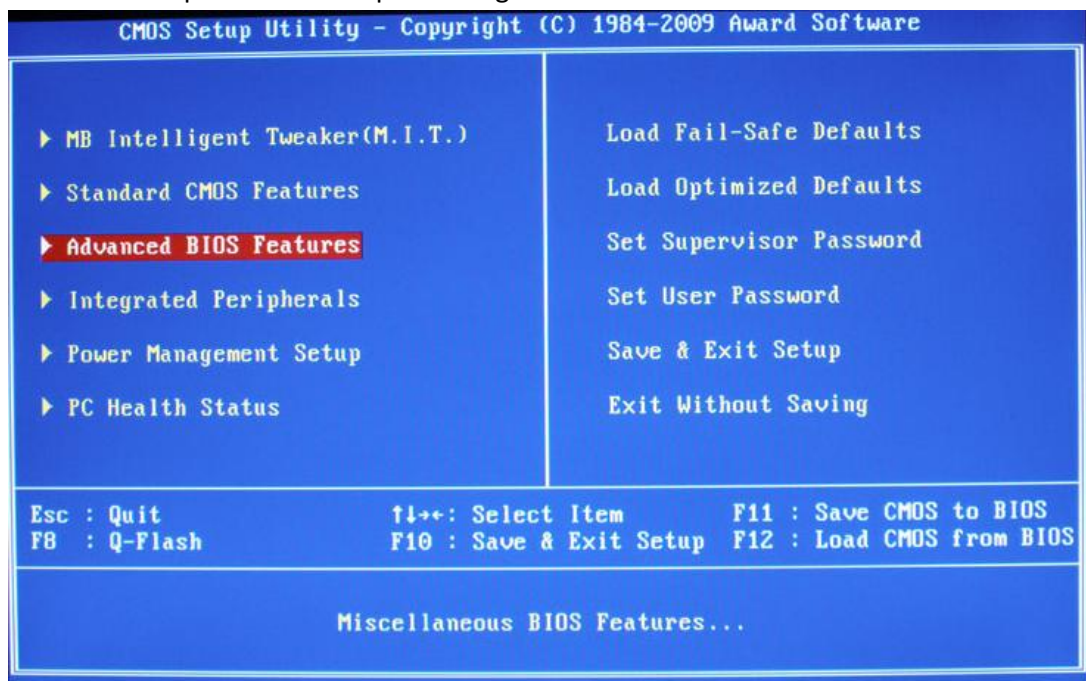 CMOS Setup Utility - Copyright (C) 1984-2009 Award Software
MB Intelligent Tweaker(M.I.T.)
Standard CMOS Features
Advanced BIOS Features
Integrated Peripherals
Power Management Setup
PC Health Status
Load Fail-Safe Defaults
Load Optimized Defaults
Set Supervisor Password
Set User Password
Save & Exit Setup
Exit Without Saving
Esc : Quit
F8 : Q-Flash
↑↓→←: Select Item
F10 : Save & Exit Setup
F11 : Save CMOS to BIOS
F12 : Load CMOS from BIOS
Miscellaneous BIOS Features...